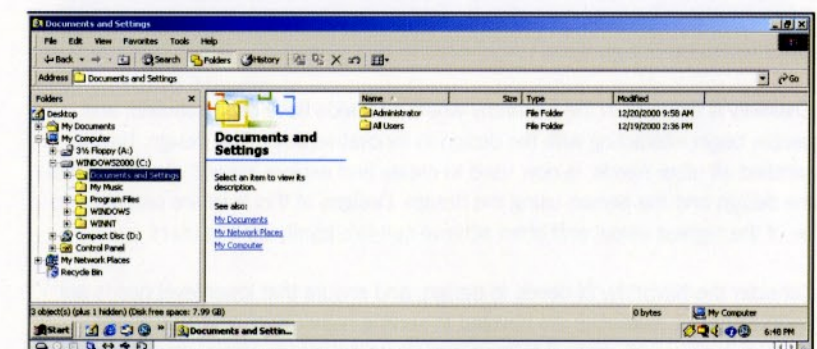 Documents and Settings
File Edit View Favorites Tools Help
Back Search Folders History
Address Documents and Settings Go
Folders
Desktop
My Documents
My Computer
3½ Floppy (A:)
WINDOWS2000 (C:)
Documents and Settings
My Music
Program Files
WINDOWS
WINNT
Compact Disc (D:)
Control Panel
My Network Places
Recycle Bin
Documents and
Settings
Select an item to view its
description.
See also:
My Documents
My Network Places
My Computer
Name Size Type Modified
Administrator File Folder 12/20/2000 9:58 AM
All Users File Folder 12/19/2000 2:36 PM
3 object(s) (plus 1 hidden) (Disk free space: 7.99 GB) 0 bytes My Computer
Start Documents and Settin... 6:48 PM